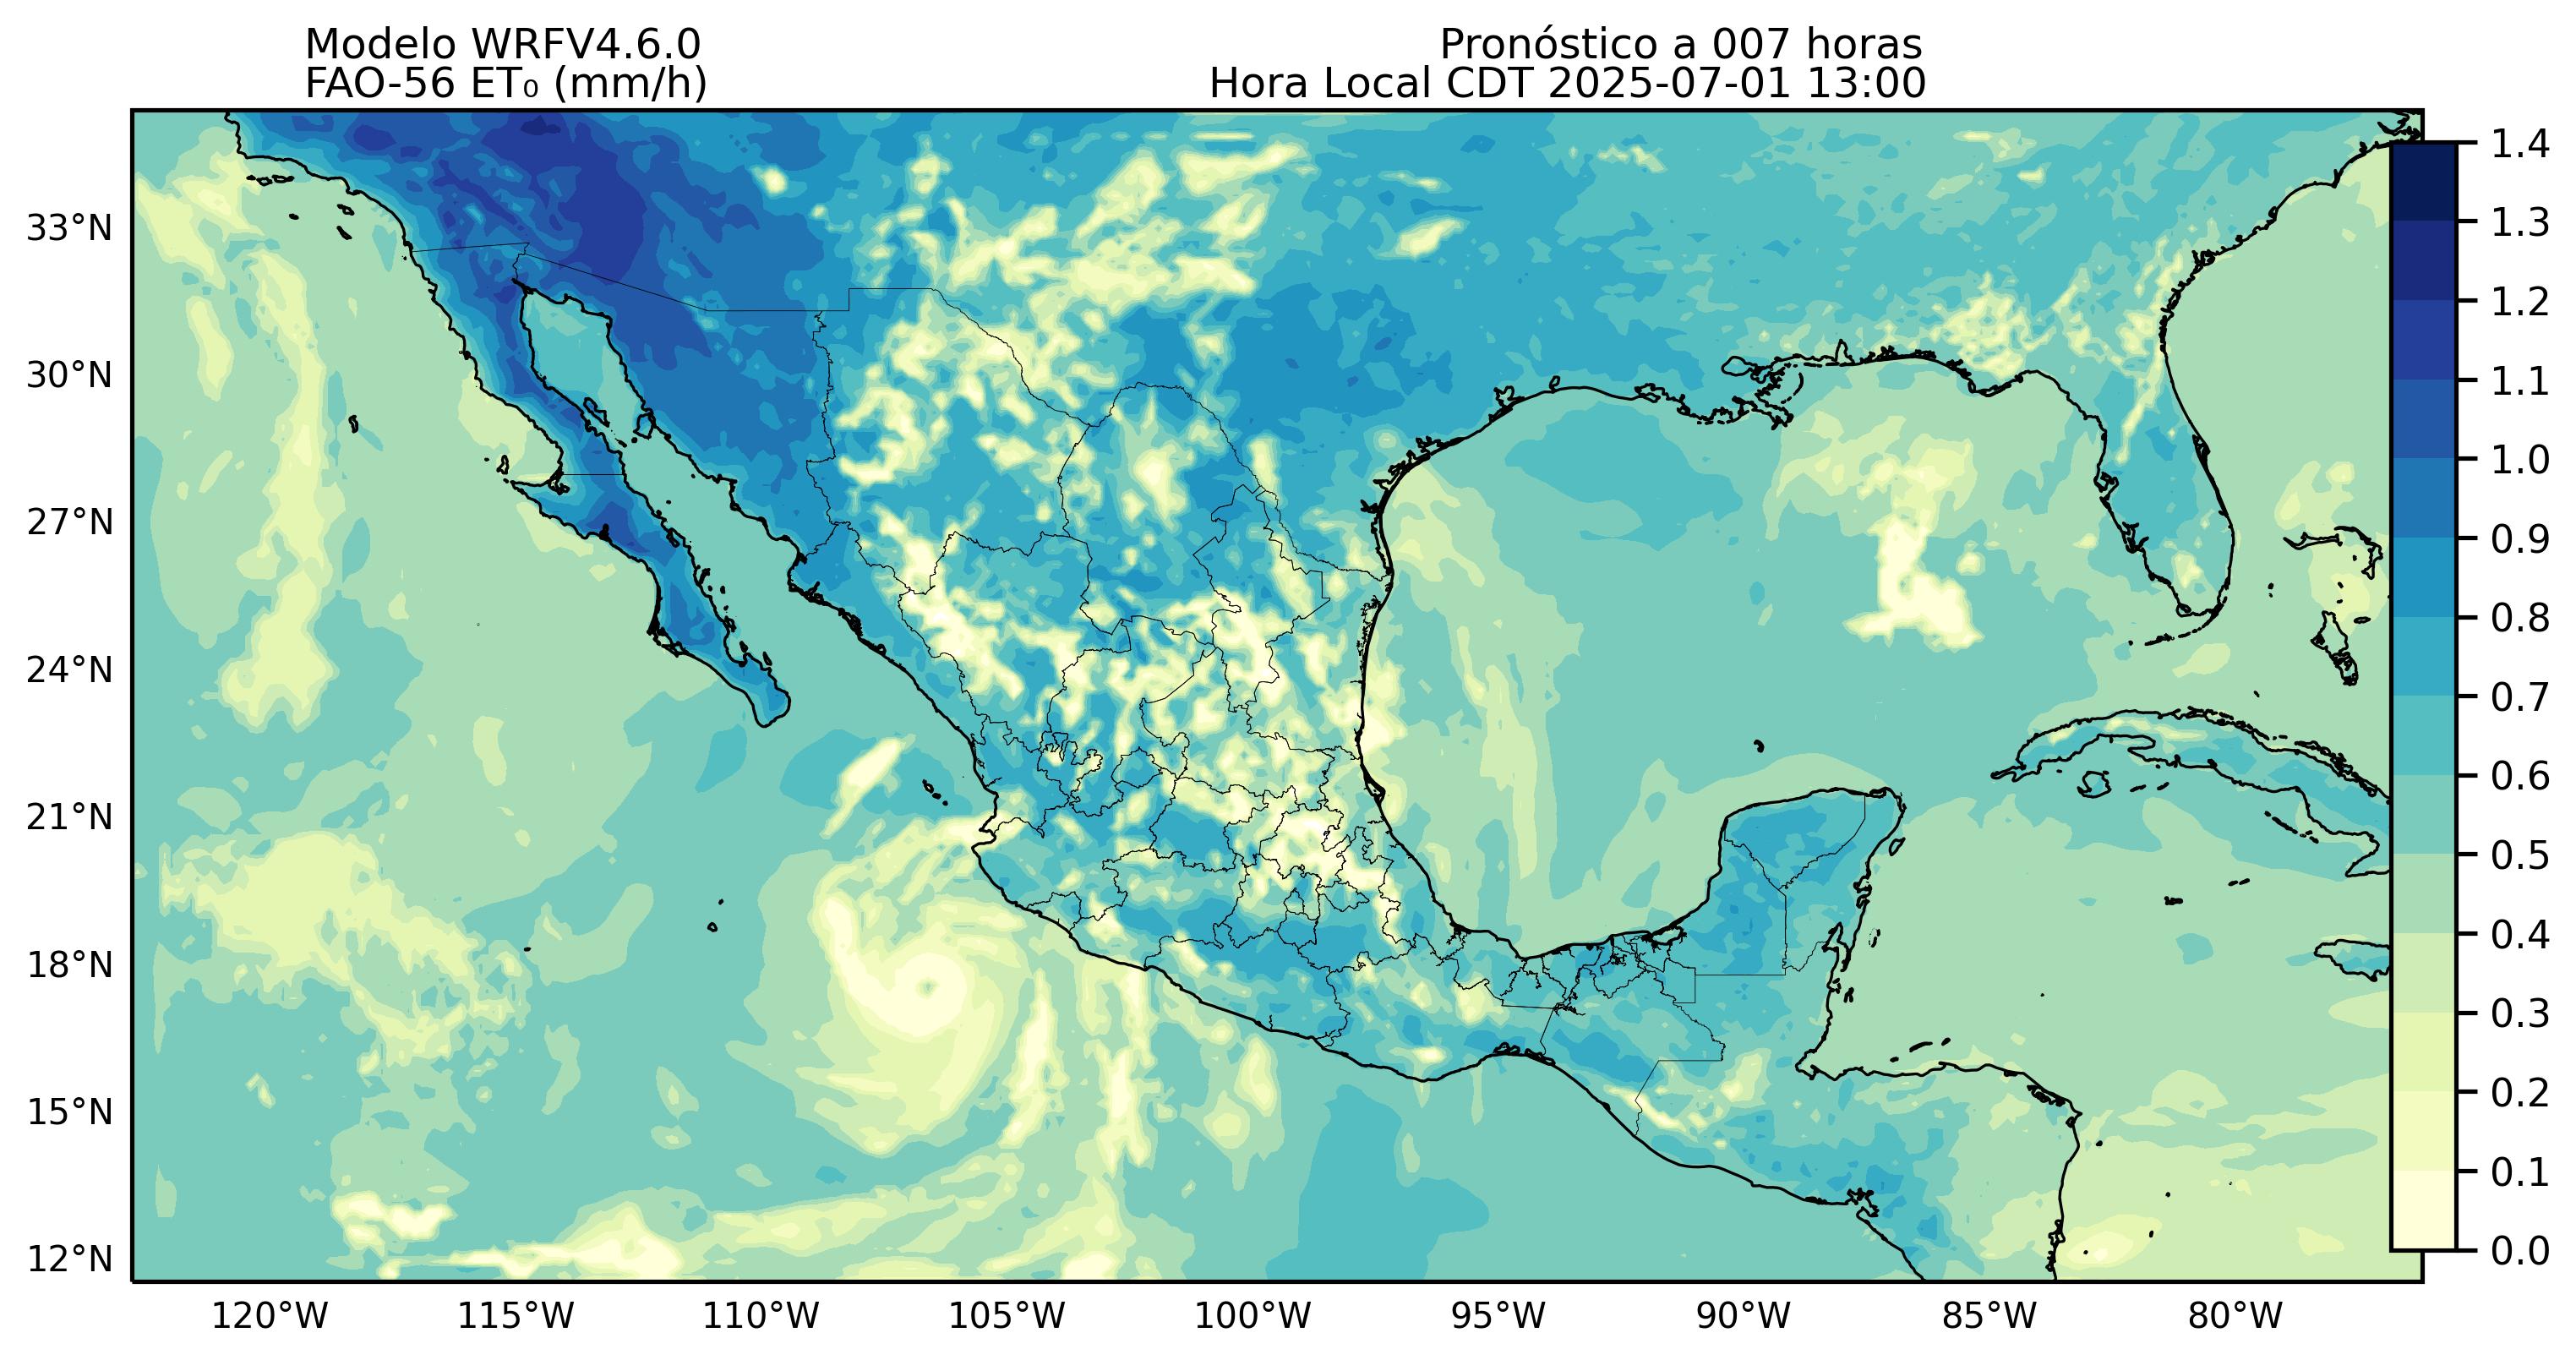 Modelo WRFV4.6.0
FAO-56 ET₀ (mm/h)
Pronóstico a 007 horas
Hora Local CDT 2025-07-01 13:00
33°N
30°N
27°N
24°N
21°N
18°N
15°N
12°N
120°W
115°W
110°W
105°W
100°W
95°W
90°W
85°W
80°W
1.4
1.3
1.2
1.1
1.0
0.9
0.8
0.7
0.6
0.5
0.4
0.3
0.2
0.1
0.0